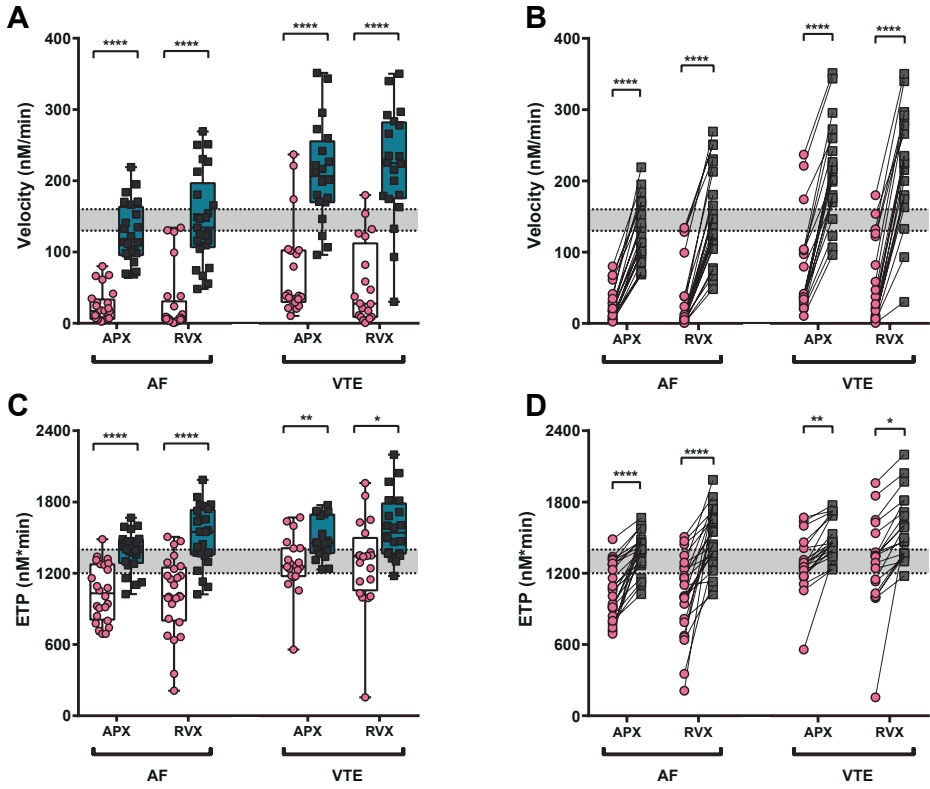 A
Velocity (nM/min)
400
300
200
100
0
**** **** **** ****
APX RVX APX RVX
AF VTE
B
Velocity (nM/min)
400
300
200
100
0
**** **** **** ****
APX RVX APX RVX
AF VTE
C
ETP (nM*min)
2400
1800
1200
600
0
**** **** ** *
APX RVX APX RVX
AF VTE
D
ETP (nM*min)
2400
1800
1200
600
0
**** **** ** *
APX RVX APX RVX
AF VTE